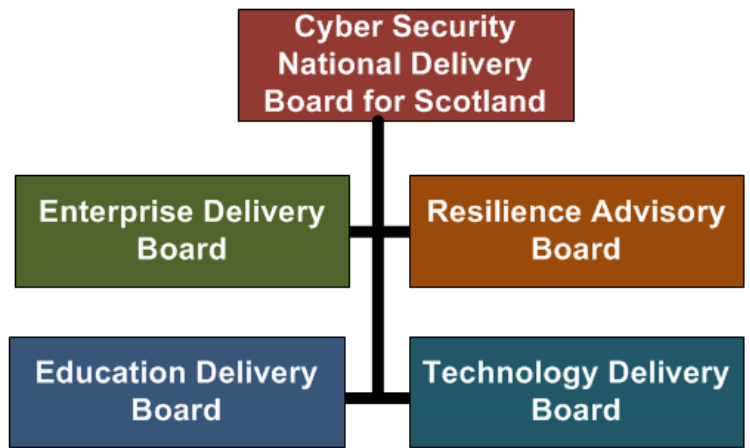 Cyber Security
National Delivery
Board for Scotland
Enterprise Delivery
Board
Resilience Advisory
Board
Education Delivery
Board
Technology Delivery
Board